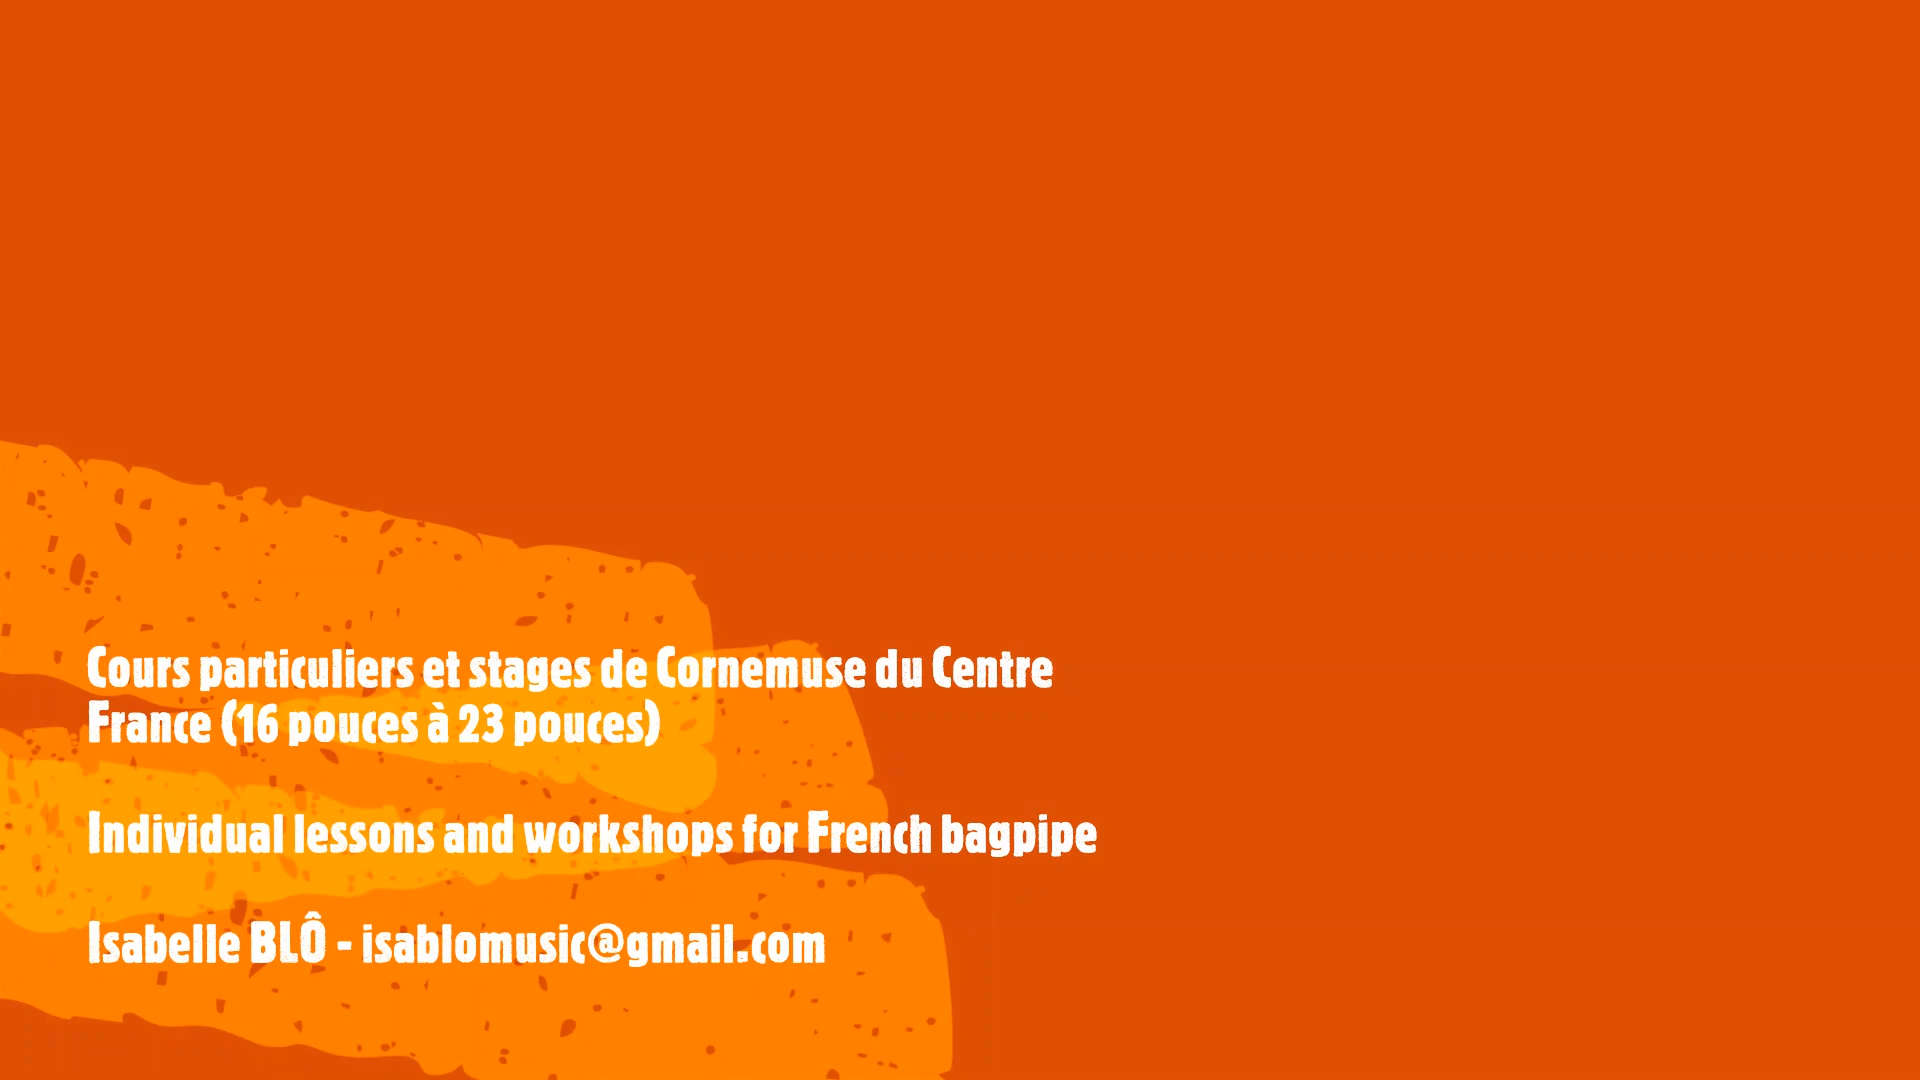 Cours particuliers et stages de Cornemuse du Centre
France (16 pouces à 23 pouces)
Individual lessons and workshops for French bagpipe
Isabelle BLÔ - isablomusic@gmail.com